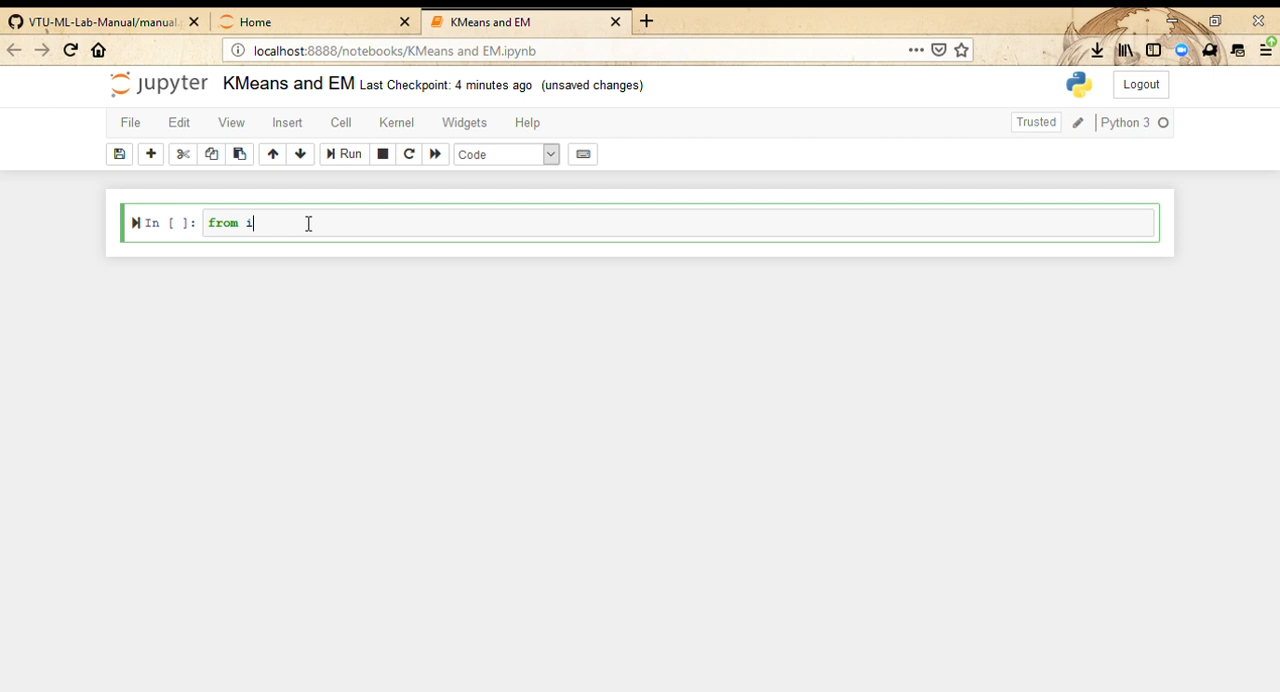 VTU-ML-Lab-Manual/manual.
Home
KMeans and EM
localhost:8888/notebooks/KMeans and EM.ipynb
jupyter KMeans and EM Last Checkpoint: 4 minutes ago (unsaved changes)
Logout
File Edit View Insert Cell Kernel Widgets Help
Trusted Python 3
Run Code
In [ ]: from i